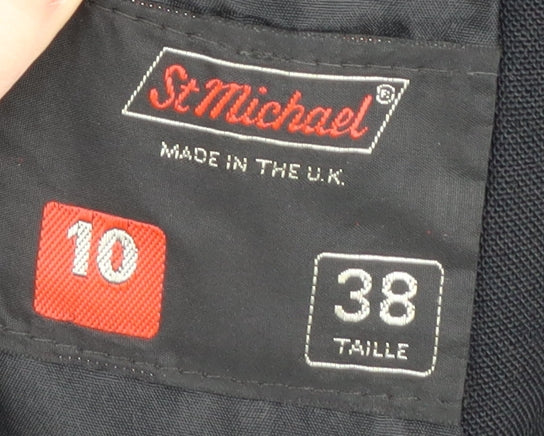 St Michael®
MADE IN THE U.K.
10
38
TAILLE